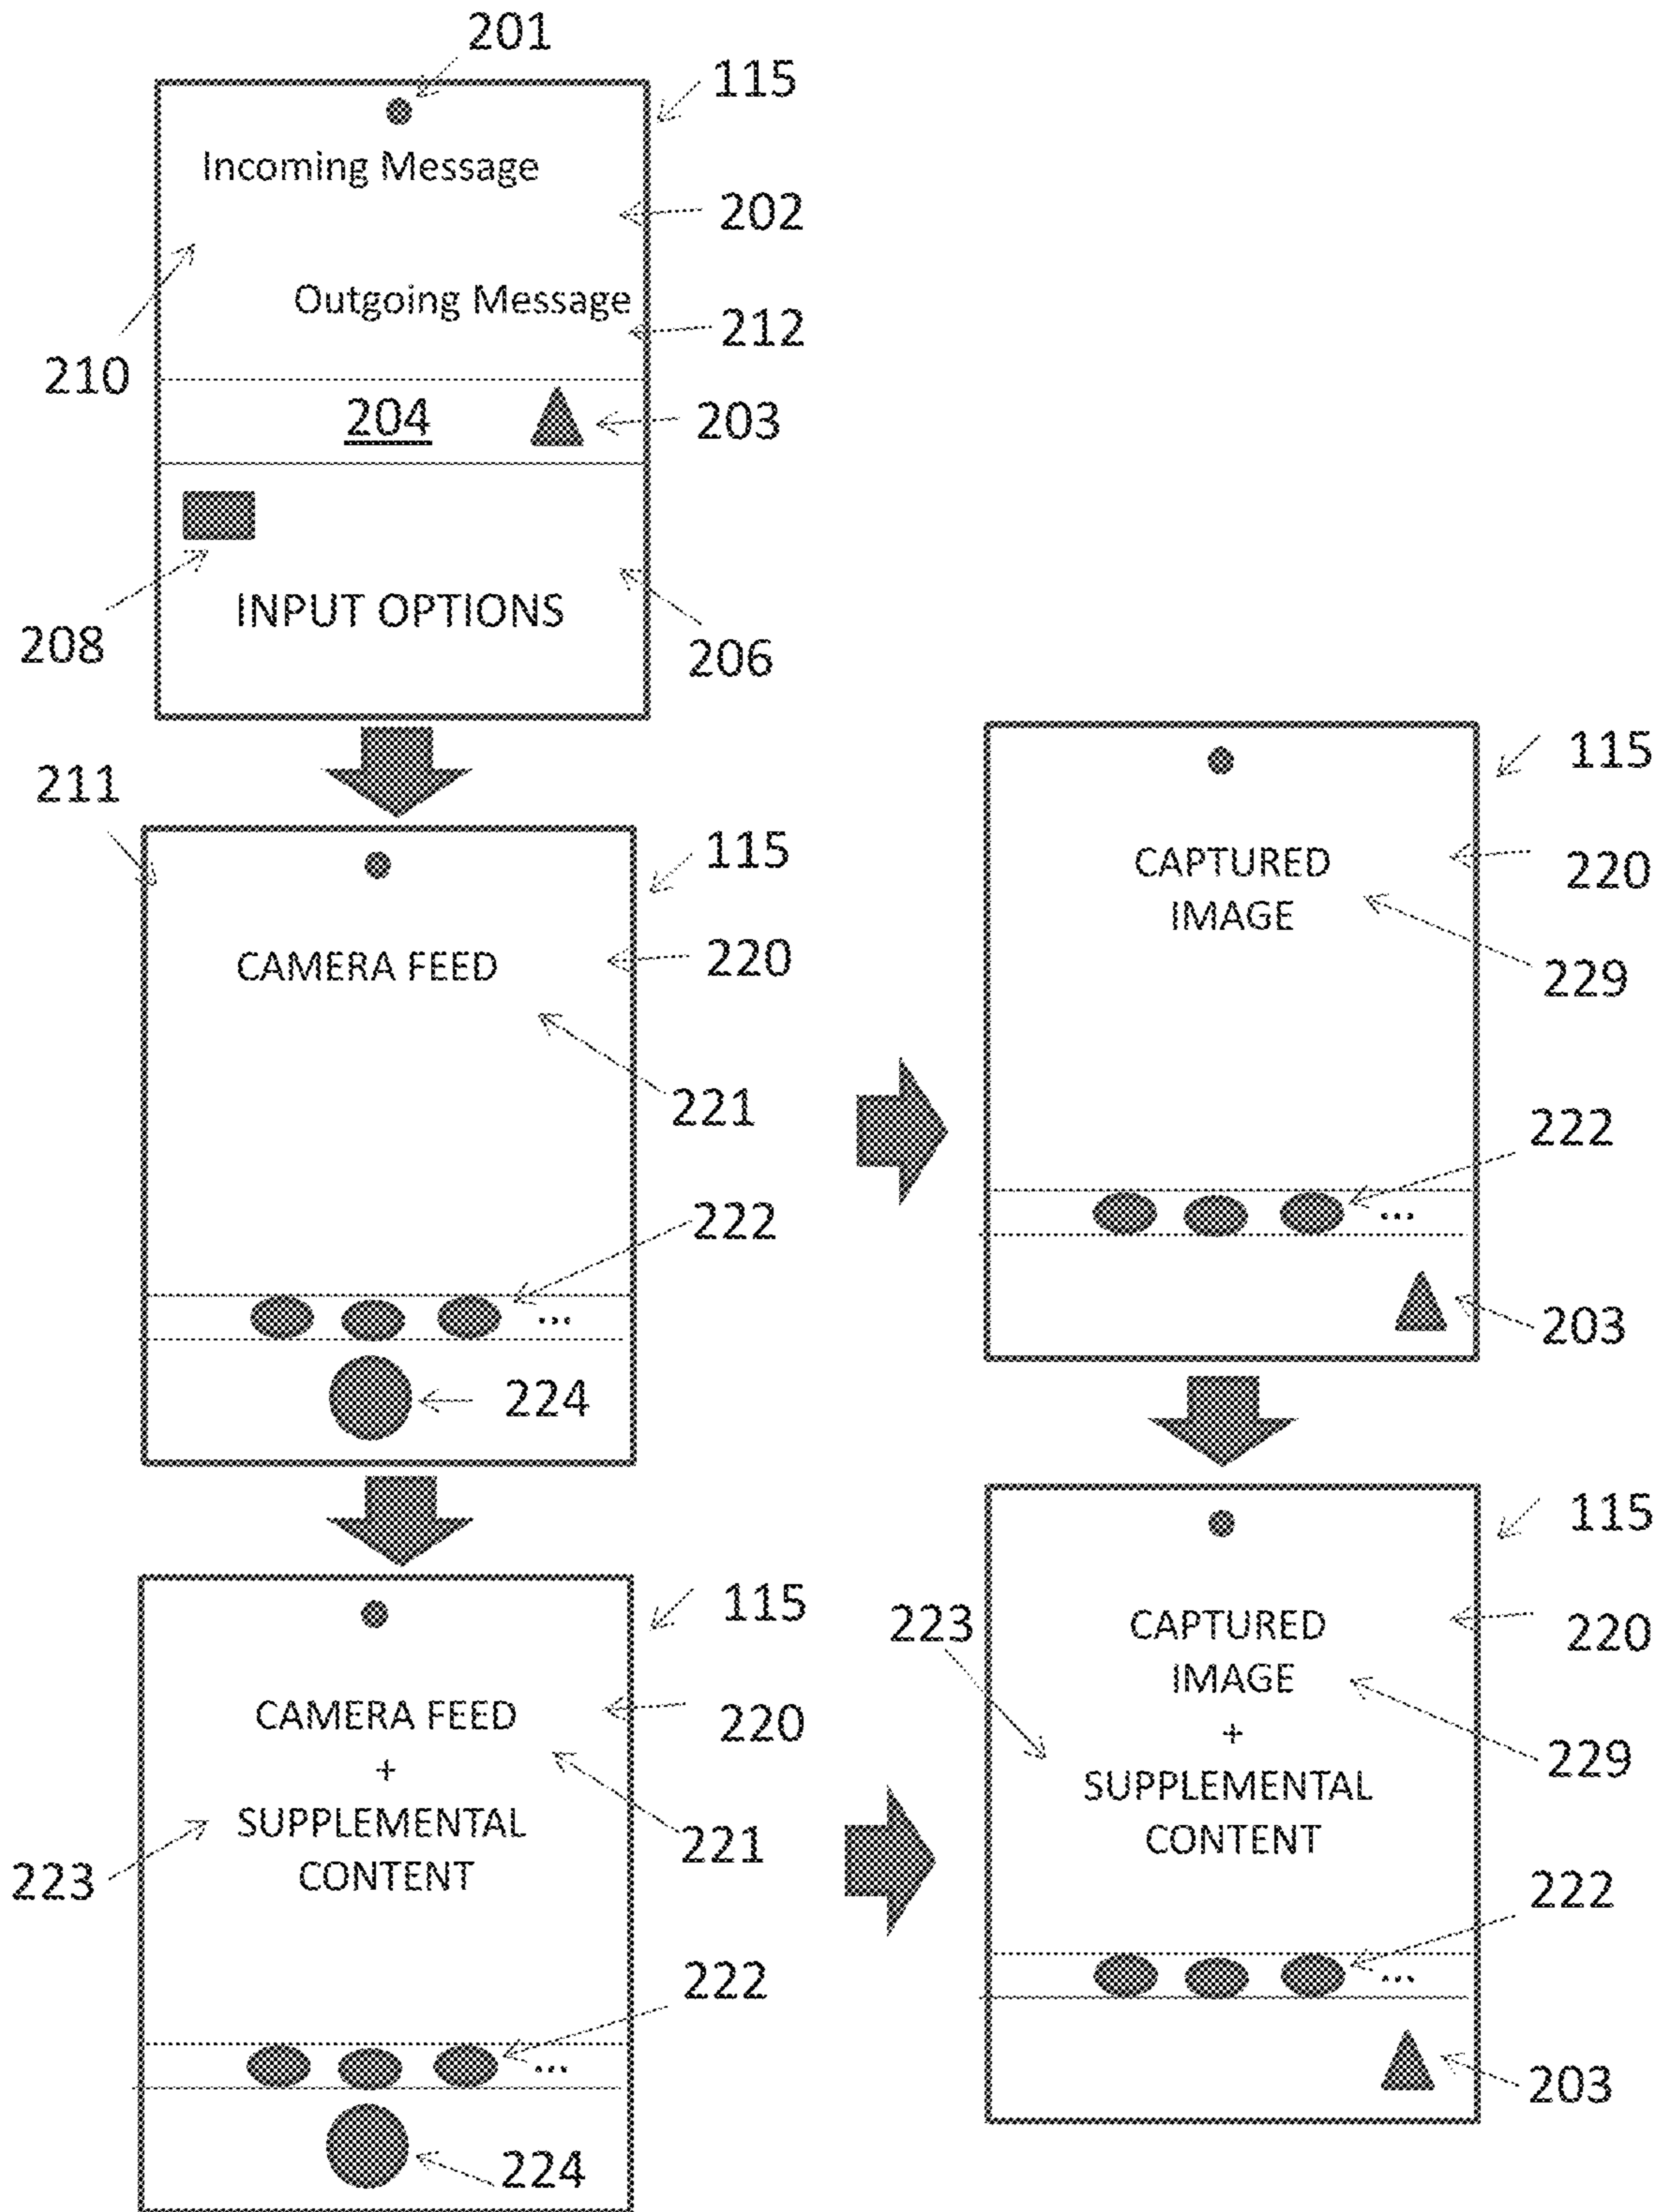 201
115
Incoming Message
202
Outgoing Message
212
210
204
203
208
INPUT OPTIONS
206
211
115
CAMERA FEED
220
221
222
...
224
115
CAPTURED
IMAGE
220
229
222
...
203
115
CAMERA FEED
+
SUPPLEMENTAL
CONTENT
220
221
223
222
...
224
115
223
CAPTURED
IMAGE
+
SUPPLEMENTAL
CONTENT
220
229
222
...
203